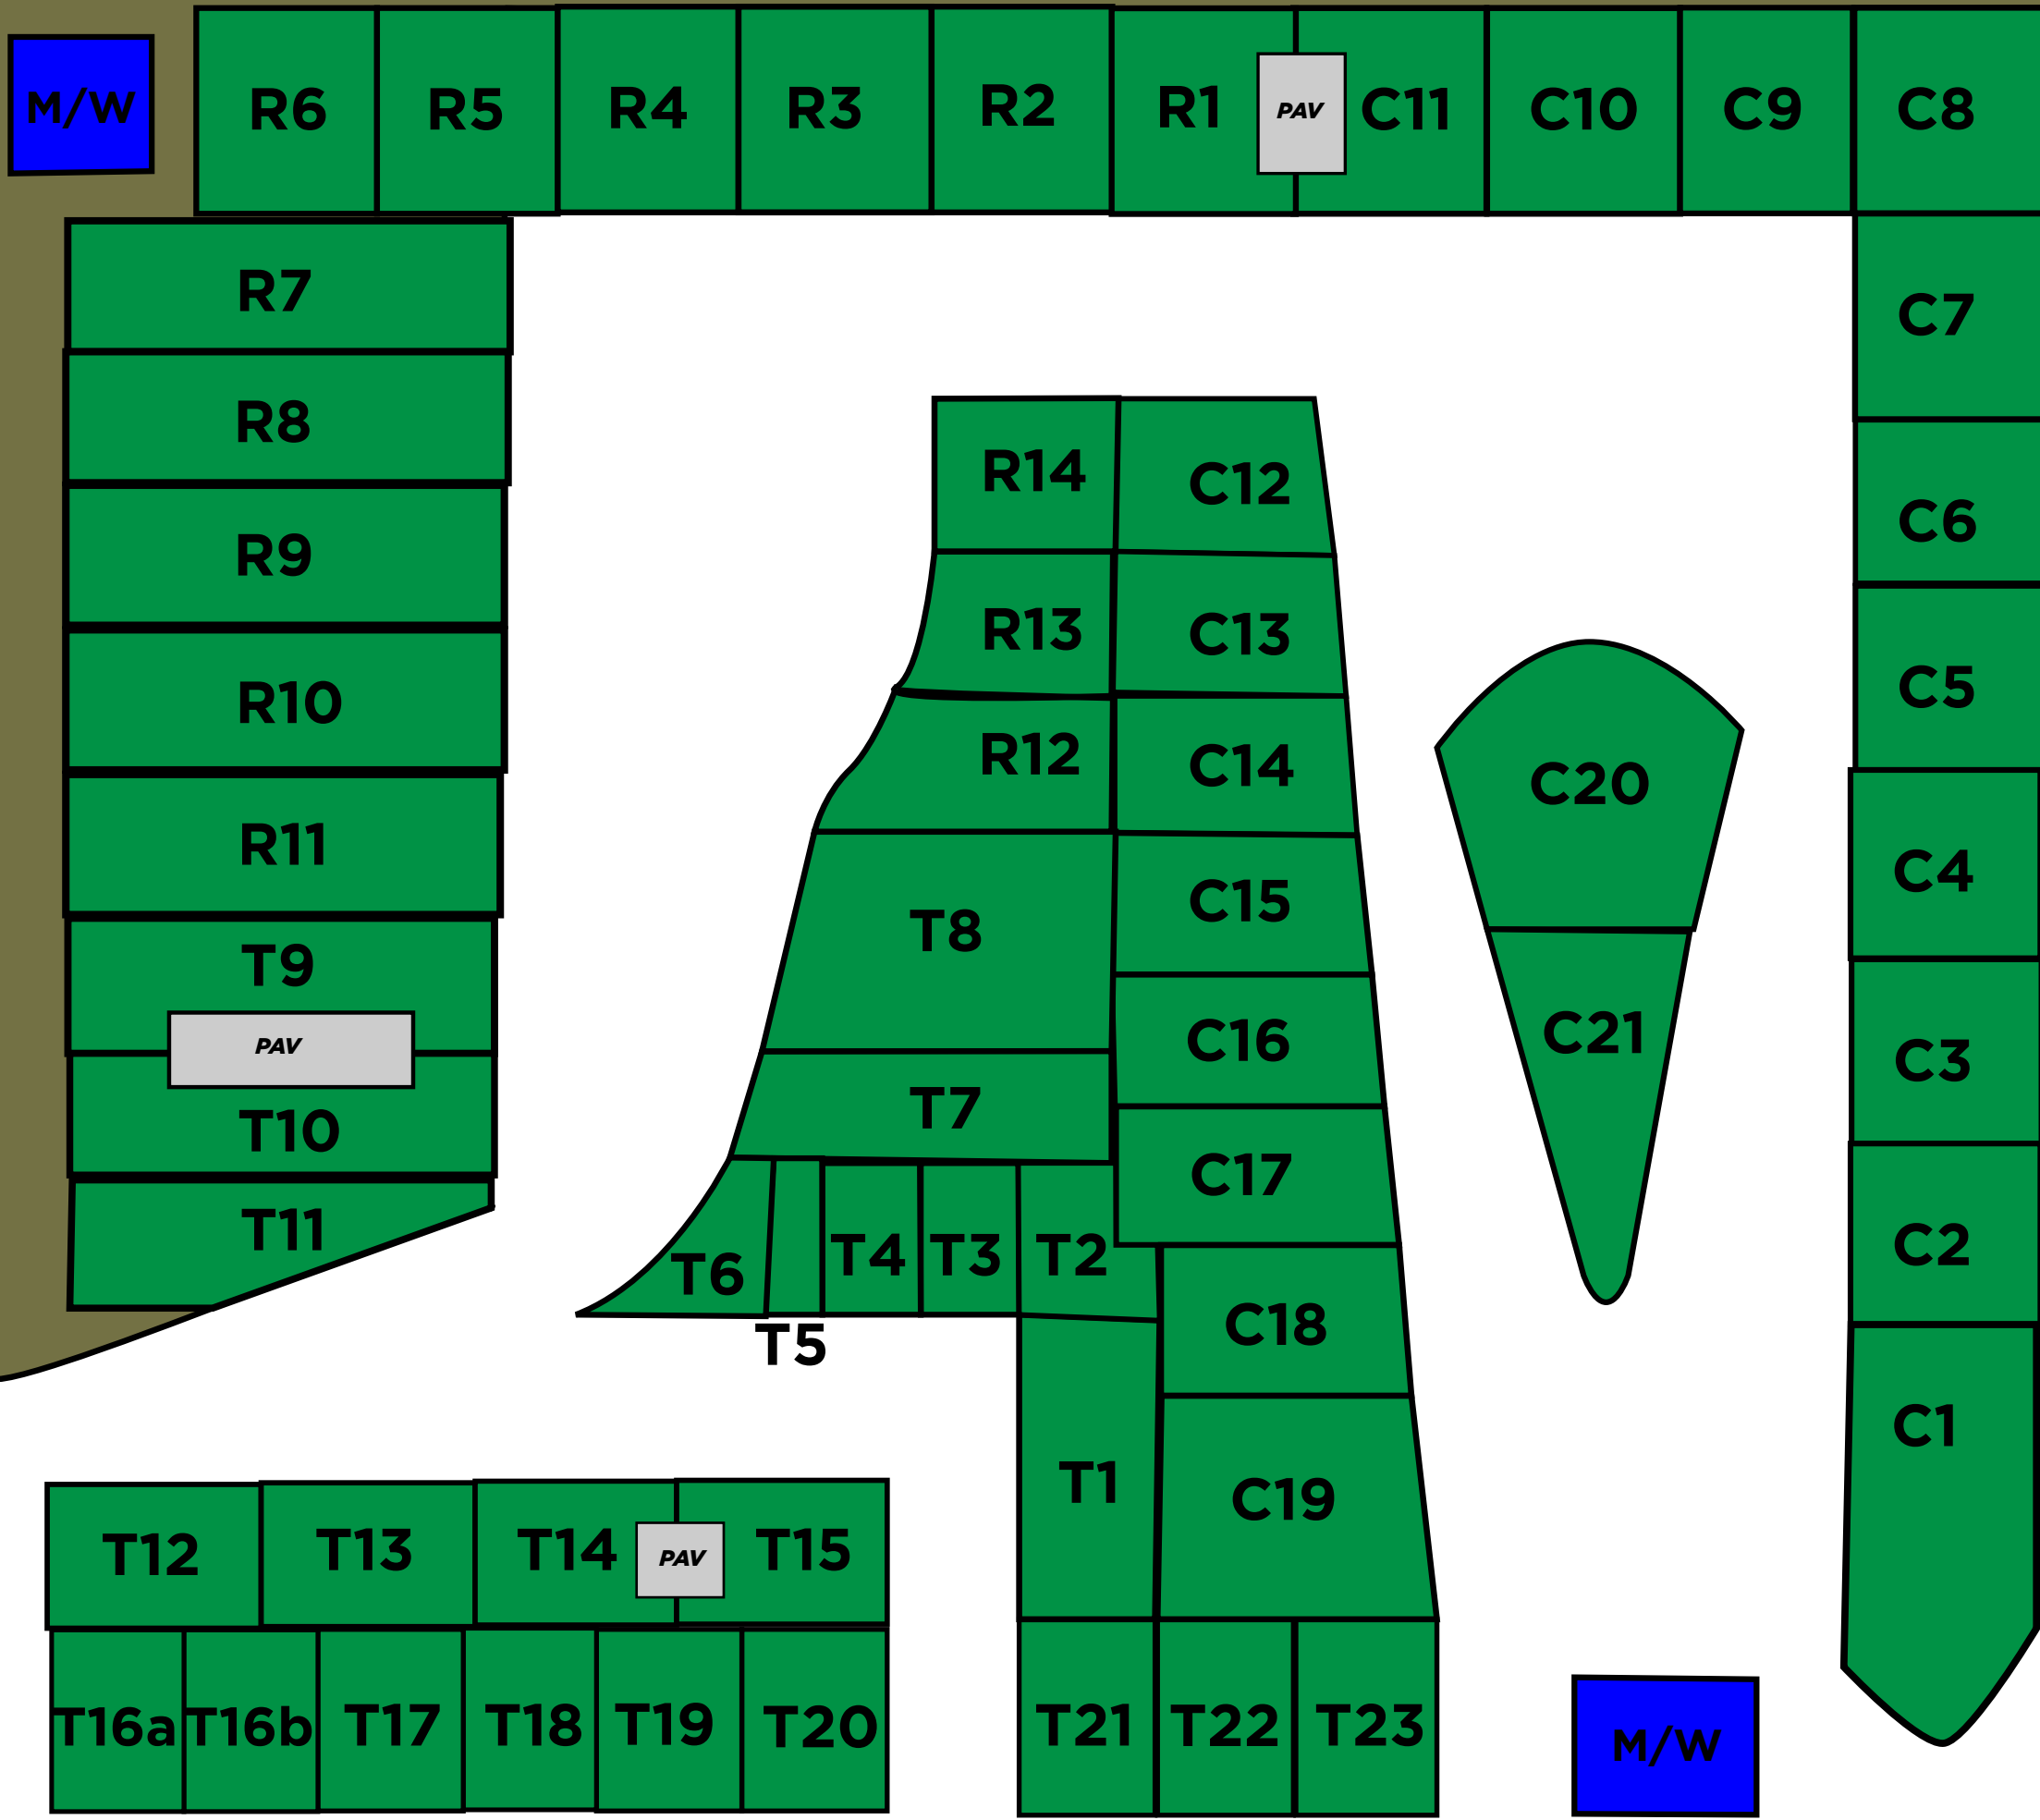 M/W
R6
R5
R4
R3
R2
R1
PAV
C11
C10
C9
C8
R7
R8
R9
R10
R11
T9
PAV
T10
T11
R14
C12
R13
C13
R12
C14
T8
C15
C16
T7
C17
T6
T5
T4
T3
T2
C18
T1
C19
C20
C21
C7
C6
C5
C4
C3
C2
C1
T12
T13
T14
PAV
T15
T16a
T16b
T17
T18
T19
T20
T21
T22
T23
M/W